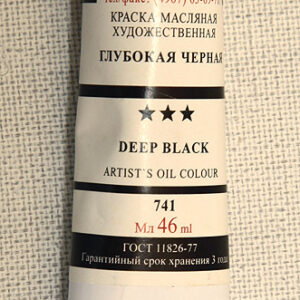 КРАСКА МАСЛЯНАЯ
ХУДОЖЕСТВЕННАЯ
ГЛУБОКАЯ ЧЕРНАЯ
DEEP BLACK
ARTIST`S OIL COLOUR
741
Мл 46 ml
ГОСТ 11826-77
Гарантийный срок хранения 3 года